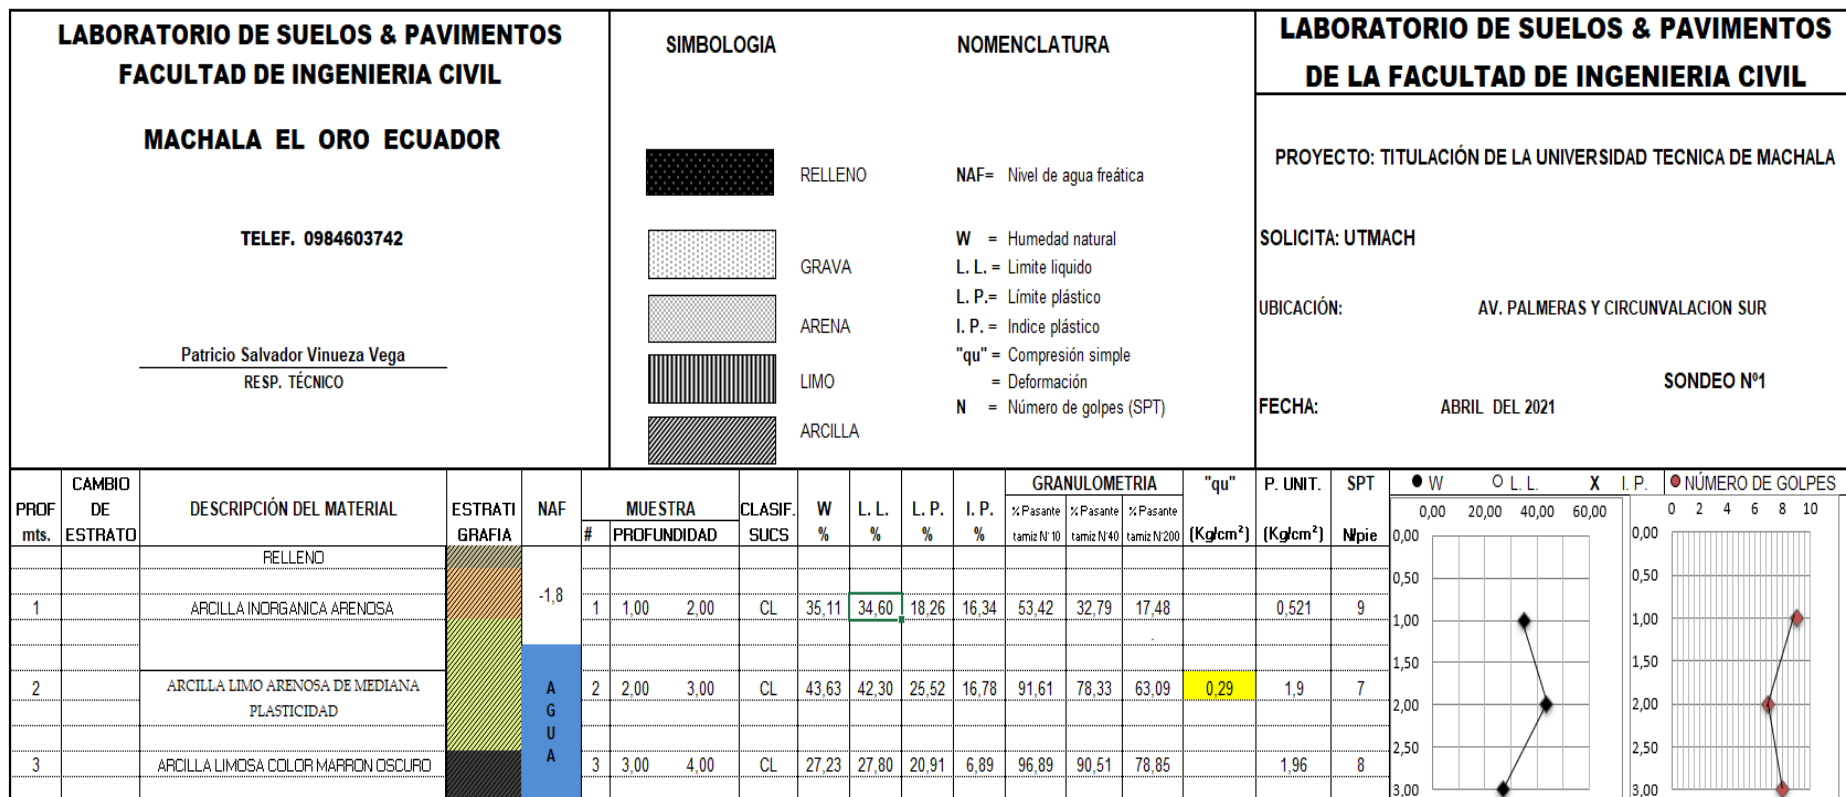 LABORATORIO DE SUELOS & PAVIMENTOS
FACULTAD DE INGENIERIA CIVIL
MACHALA EL ORO ECUADOR
TELEF. 0984603742
Patricio Salvador Vinueza Vega
RESP. TÉCNICO
SIMBOLOGIA
RELLENO
GRAVA
ARENA
LIMO
ARCILLA
NOMENCLATURA
NAF= Nivel de agua freática
W = Humedad natural
L. L. = Limite liquido
L. P.= Límite plástico
I. P. = Indice plástico
"qu" = Compresión simple
= Deformación
N = Número de golpes (SPT)
LABORATORIO DE SUELOS & PAVIMENTOS
DE LA FACULTAD DE INGENIERIA CIVIL
PROYECTO: TITULACIÓN DE LA UNIVERSIDAD TECNICA DE MACHALA
SOLICITA: UTMACH
UBICACIÓN: AV. PALMERAS Y CIRCUNVALACION SUR
SONDEO Nº1
FECHA: ABRIL DEL 2021
PROF mts.
CAMBIO DE ESTRATO
DESCRIPCIÓN DEL MATERIAL
ESTRATI GRAFIA
NAF
MUESTRA
# PROFUNDIDAD
CLASIF. SUCS
W %
L. L. %
L. P. %
I. P. %
GRANULOMETRIA
% Pasante tamiz Nº10
% Pasante tamiz Nº40
% Pasante tamiz Nº200
"qu" (Kg/cm²)
P. UNIT. (Kg/cm²)
SPT N/pie
RELLENO
-1,8
1 ARCILLA INORGANICA ARENOSA 1 1,00 2,00 CL 35,11 34,60 18,26 16,34 53,42 32,79 17,48 0,521 9
2 ARCILLA LIMO ARENOSA DE MEDIANA PLASTICIDAD 2 2,00 3,00 CL 43,63 42,30 25,52 16,78 91,61 78,33 63,09 0,29 1,9 7
AGUA
3 ARCILLA LIMOSA COLOR MARRON OSCURO 3 3,00 4,00 CL 27,23 27,80 20,91 6,89 96,89 90,51 78,85 1,96 8
W L. L. X I. P.
0,00 20,00 40,00 60,00
0,00
0,50
1,00
1,50
2,00
2,50
3,00
NÚMERO DE GOLPES
0 2 4 6 8 10
0,00
0,50
1,00
1,50
2,00
2,50
3,00